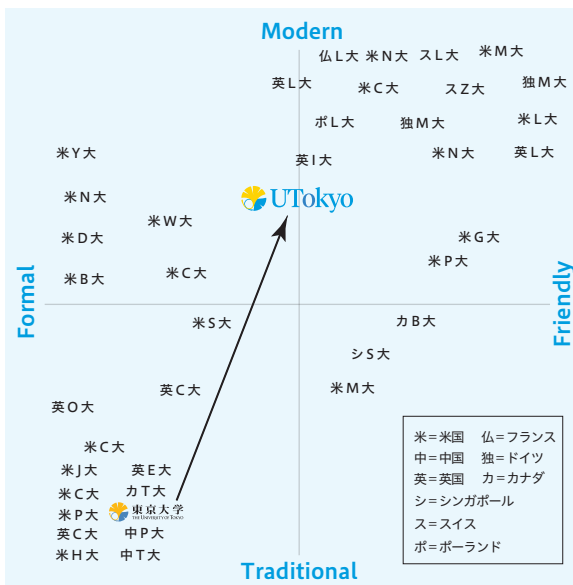 Modern
仏L大 米N大 スL大 米M大
英L大 米C大 スZ大 独M大
ポL大 独M大 米L大
米Y大 英I大 米N大 英L大
UTokyo
米N大
米W大
米D大 米G大
米P大
米B大 米C大
Formal
Friendly
米S大 カB大
シS大
英C大 米M大
英O大
米C大
米J大 英E大
米C大 カT大
米P大 東京大学
THE UNIVERSITY OF TOKYO
英C大 中P大
米H大 中T大
Traditional
米=米国 仏=フランス
中=中国 独=ドイツ
英=英国 カ=カナダ
シ=シンガポール
ス=スイス
ポ=ポーランド